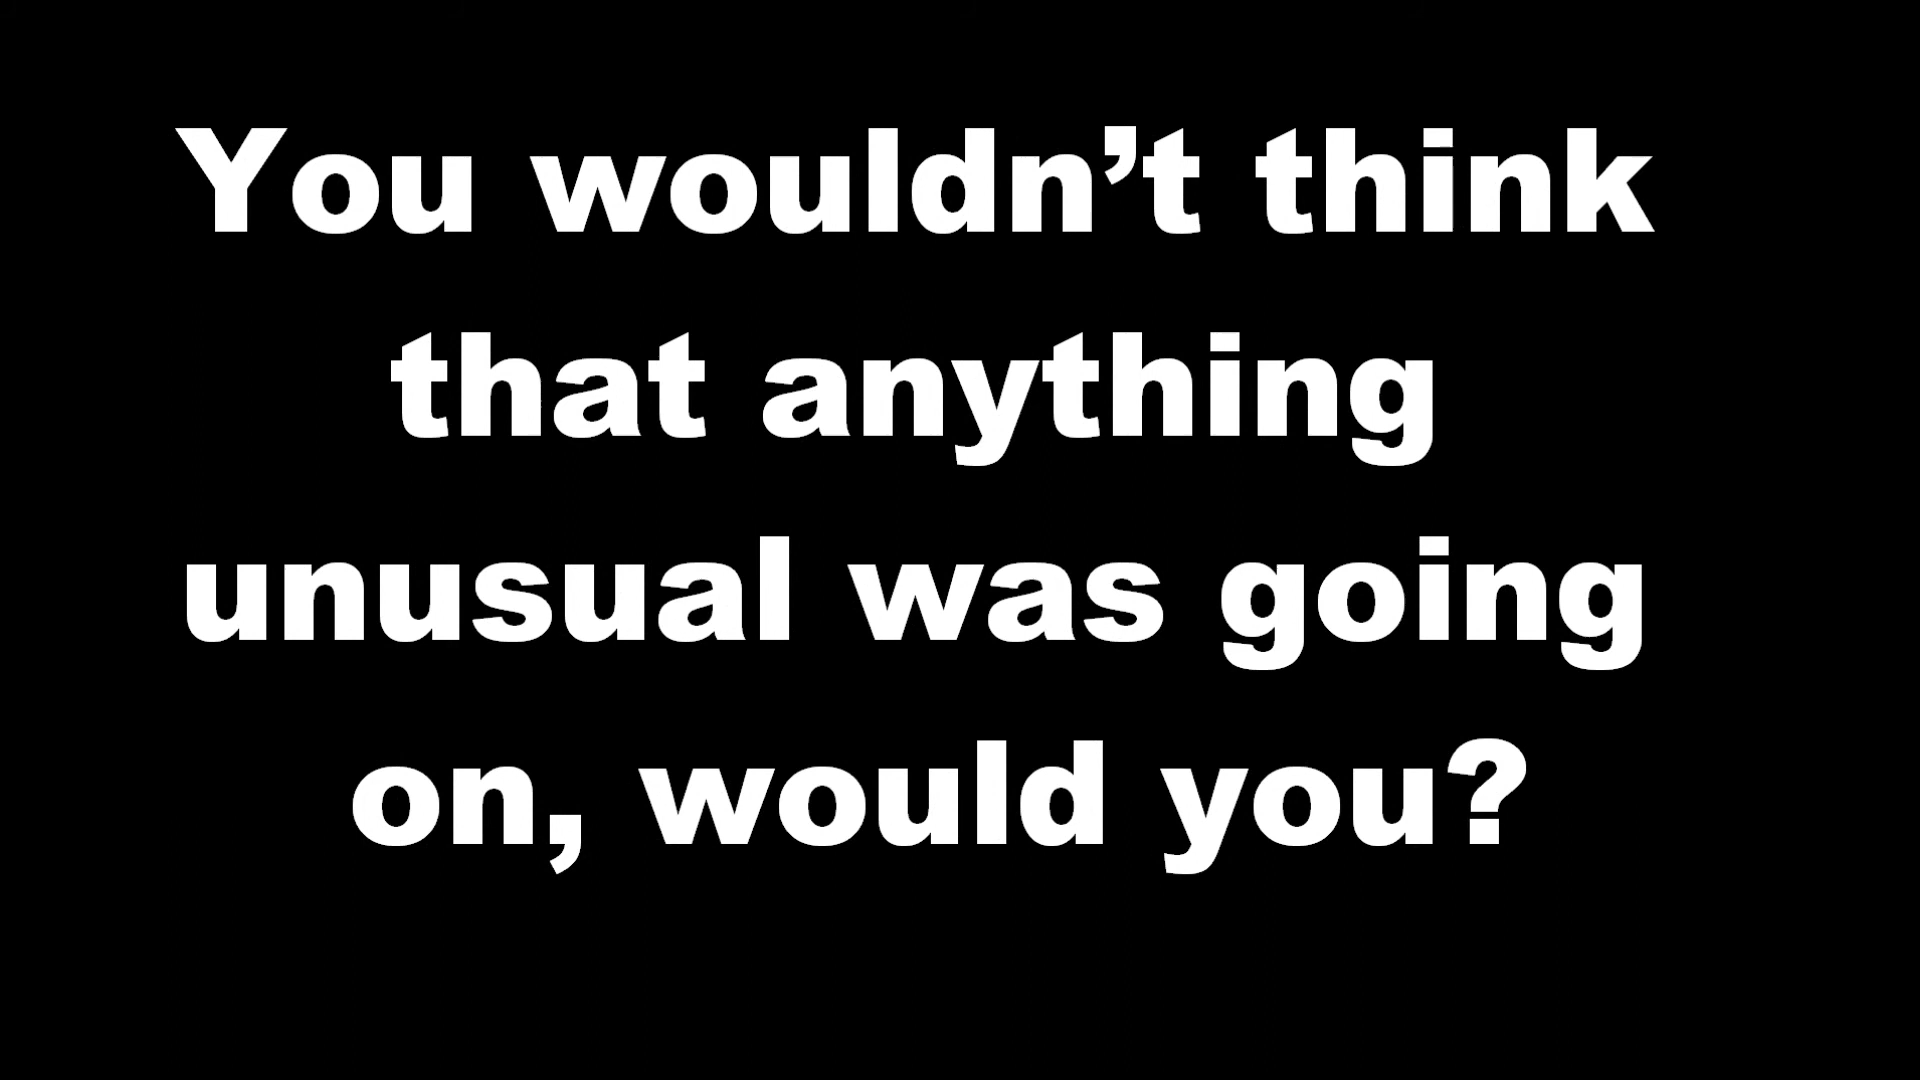 You wouldn’t think
that anything
unusual was going
on, would you?